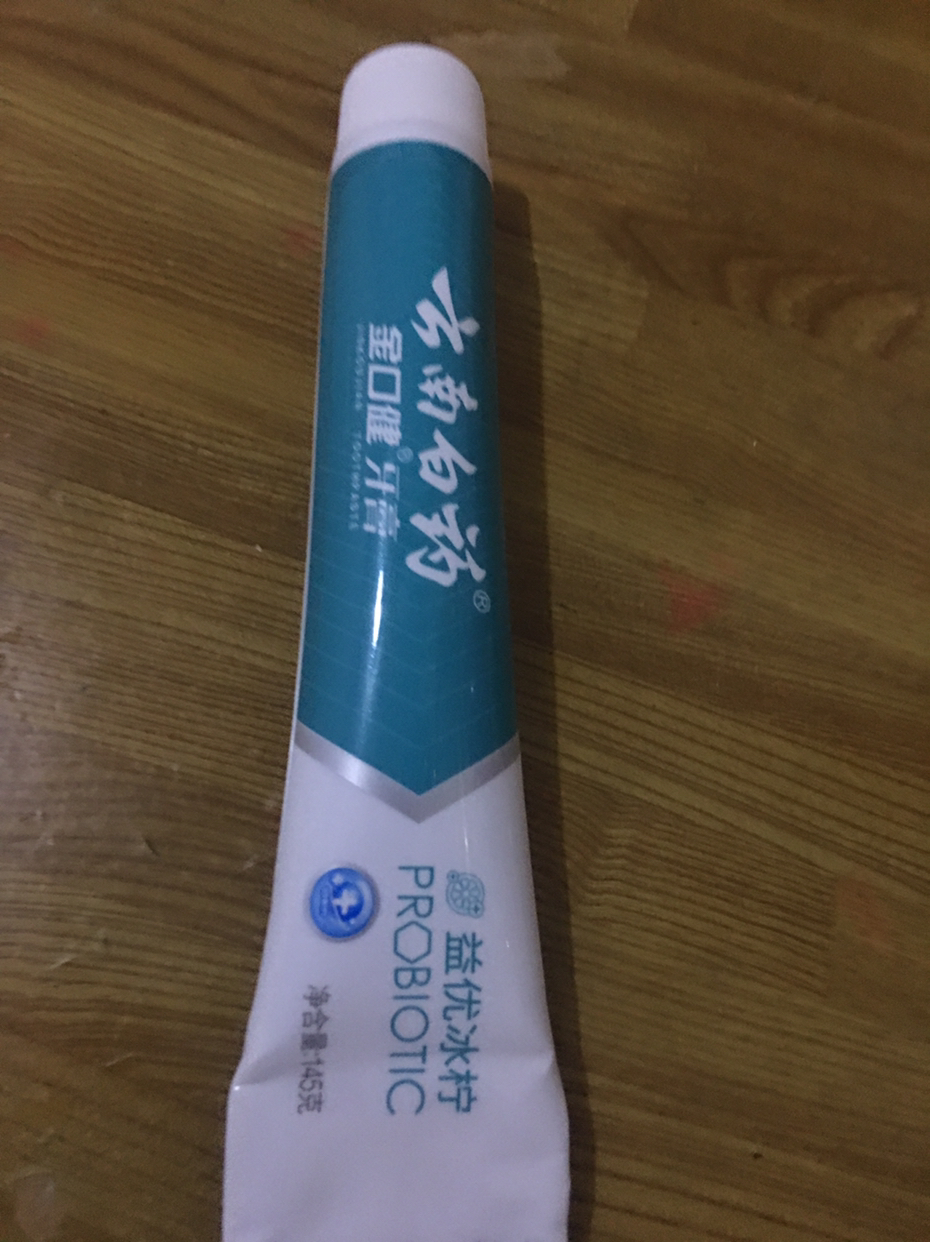 云南白药®
金口健®牙膏
益优冰柠
PROBIOTIC
净含量:145克